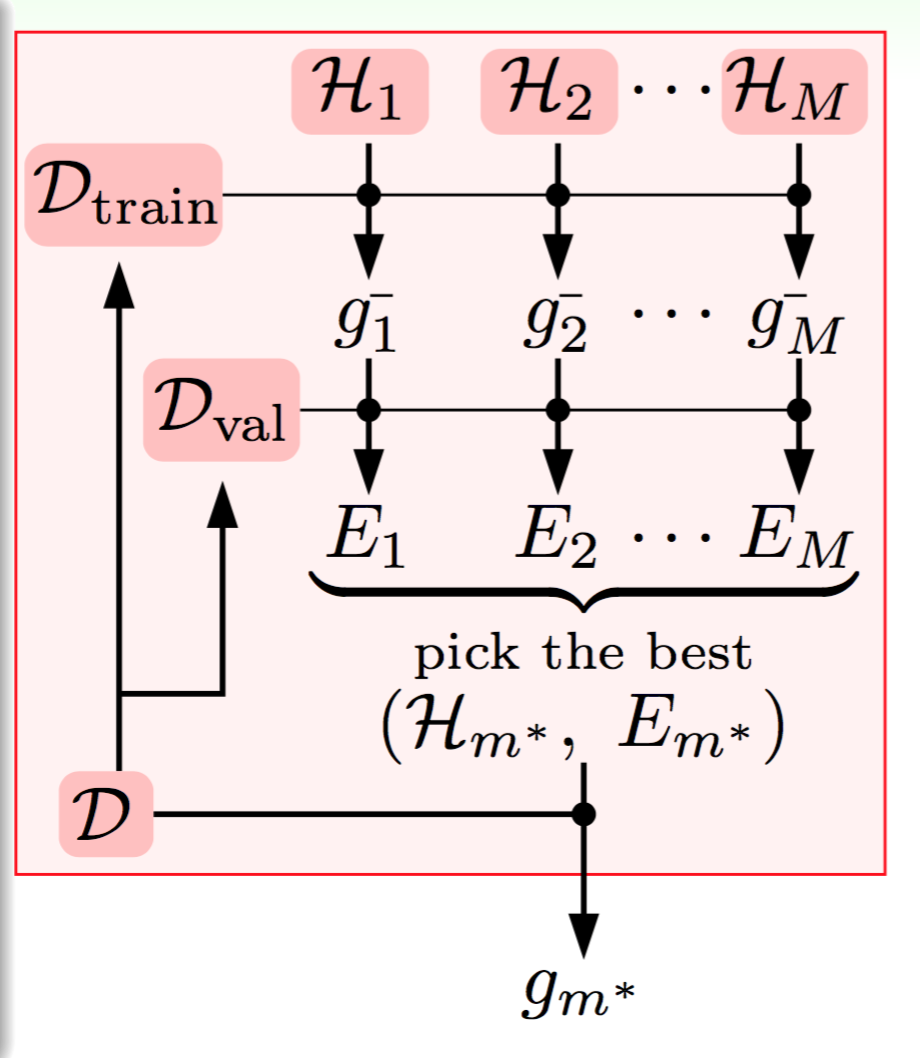 ℋ₁ ℋ₂ ⋯ ℋ_M
𝒟_train
g₁⁻ g₂⁻ ⋯ g_M⁻
𝒟_val
E₁ E₂ ⋯ E_M
pick the best
(ℋ_m*, E_m*)
𝒟
g_m*